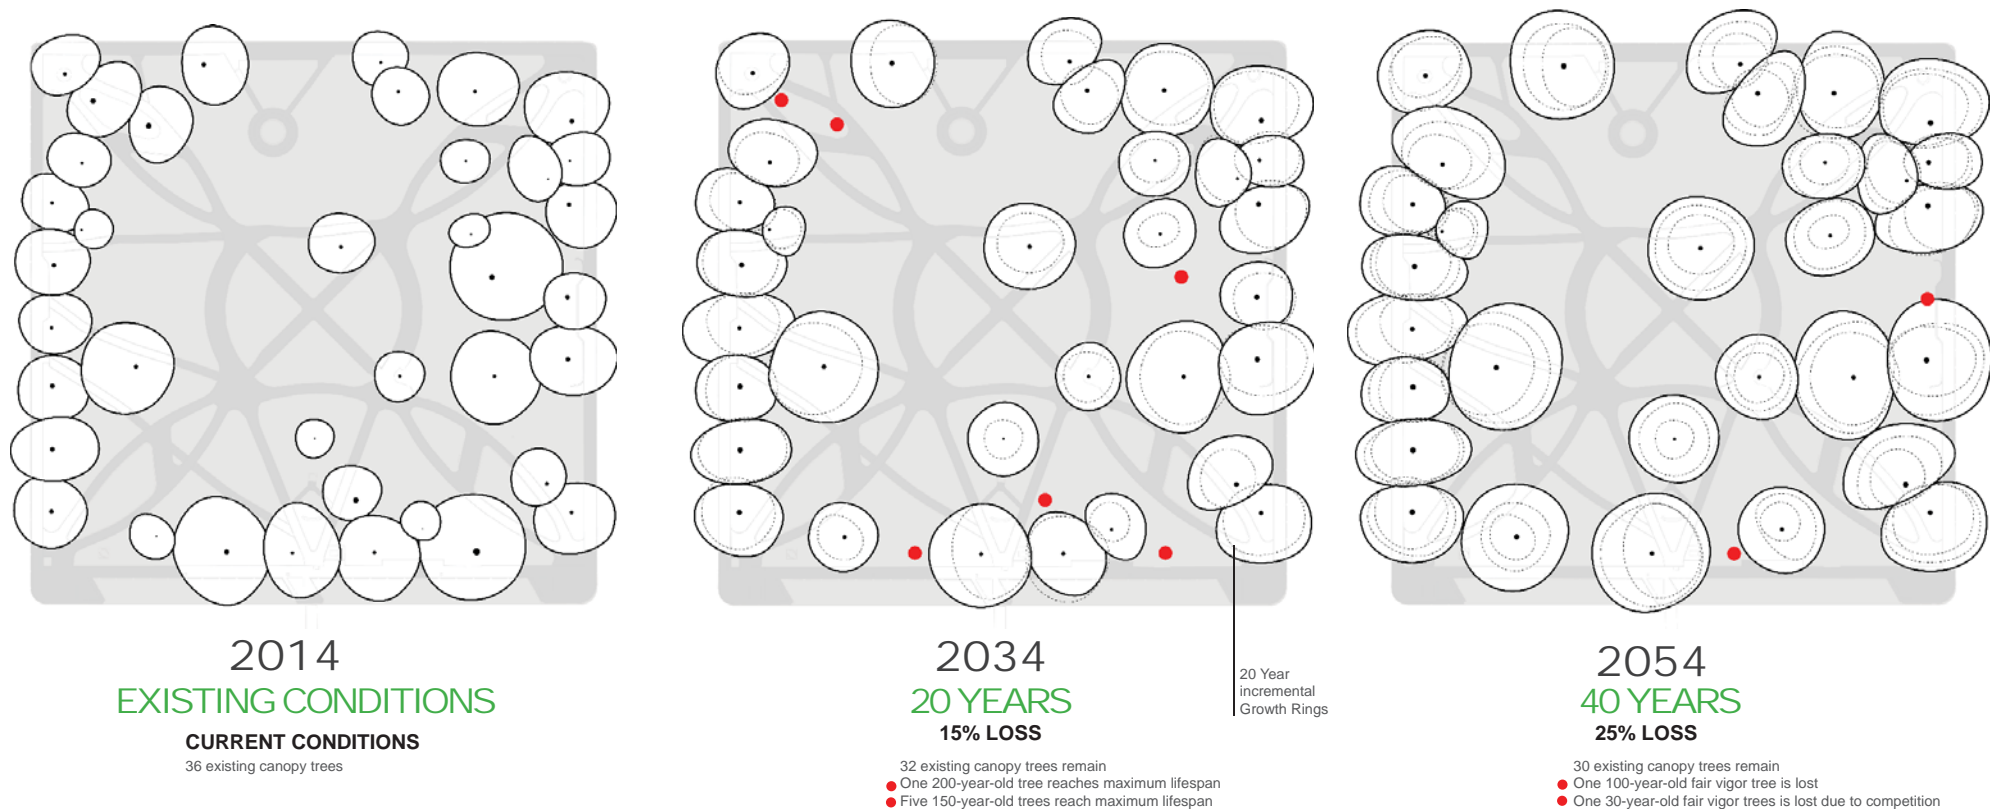 2014
EXISTING CONDITIONS
CURRENT CONDITIONS
36 existing canopy trees
2034
20 YEARS
15% LOSS
32 existing canopy trees remain
One 200-year-old tree reaches maximum lifespan
Five 150-year-old trees reach maximum lifespan
20 Year
incremental
Growth Rings
2054
40 YEARS
25% LOSS
30 existing canopy trees remain
One 100-year-old fair vigor tree is lost
One 30-year-old fair vigor trees is lost due to competition